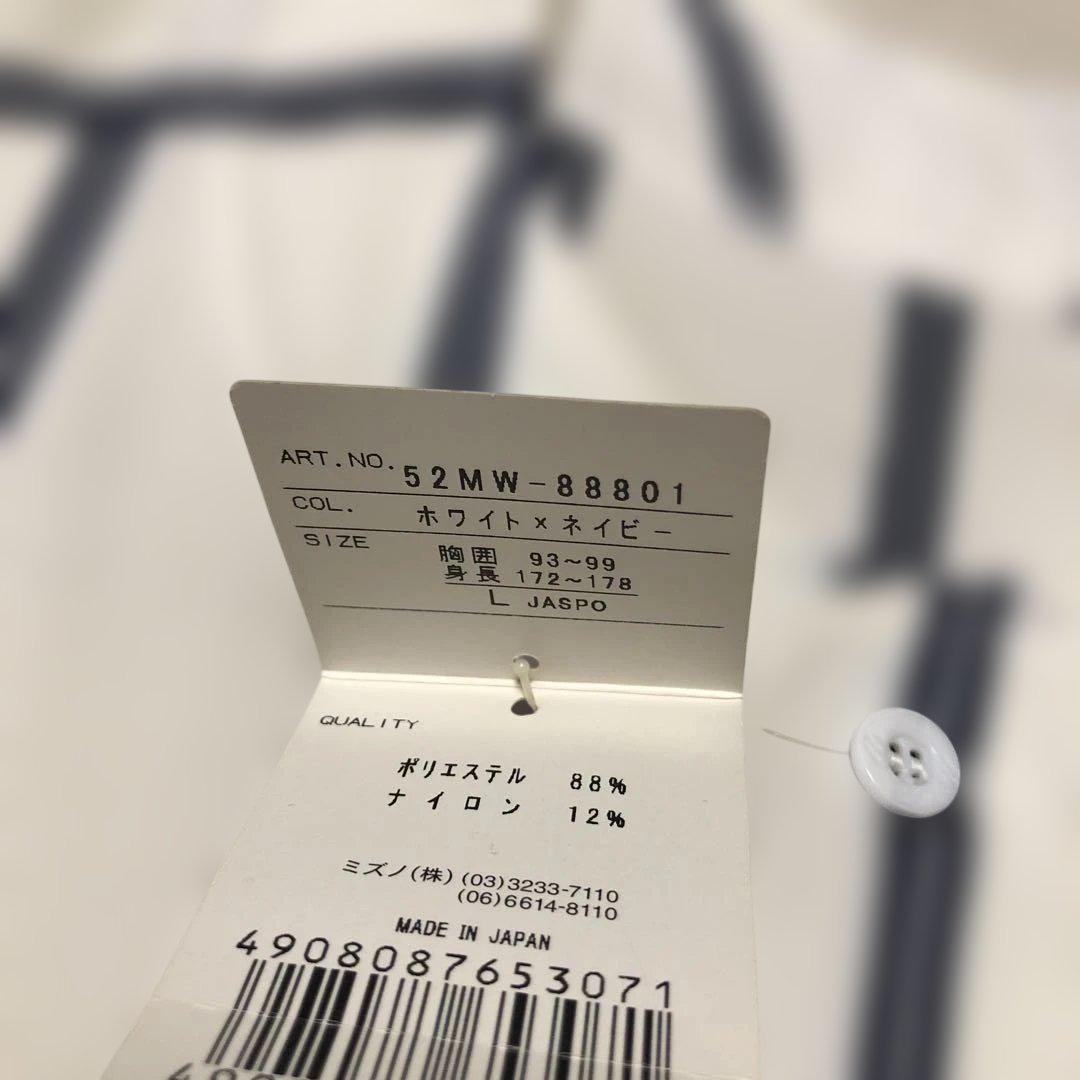 ART.NO. 52MW-88801
COL. ホワイト×ネイビー
SIZE 胸囲 93~99
身長 172~178
L JASPO
QUALITY
ポリエステル 88%
ナイロン 12%
ミズノ(株) (03)3233-7110
(06)6614-8110
MADE IN JAPAN
4908087653071